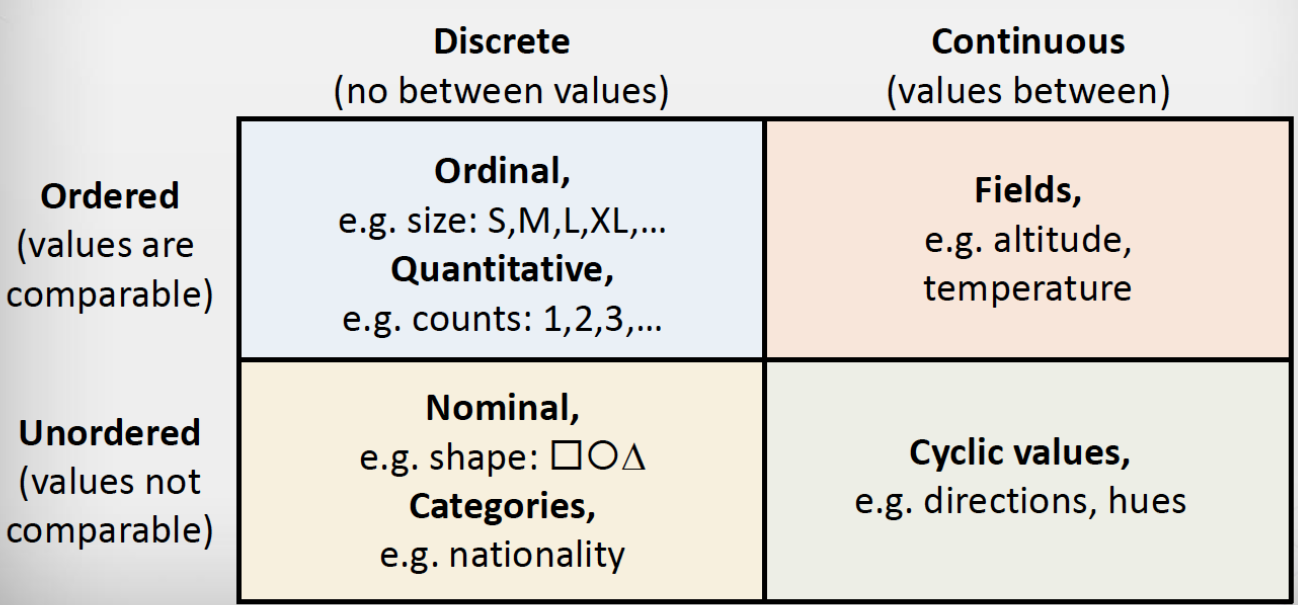 Discrete
(no between values)
Continuous
(values between)
Ordered
(values are
comparable)
Ordinal,
e.g. size: S,M,L,XL,...
Quantitative,
e.g. counts: 1,2,3,...
Fields,
e.g. altitude,
temperature
Unordered
(values not
comparable)
Nominal,
e.g. shape: □○Δ
Categories,
e.g. nationality
Cyclic values,
e.g. directions, hues